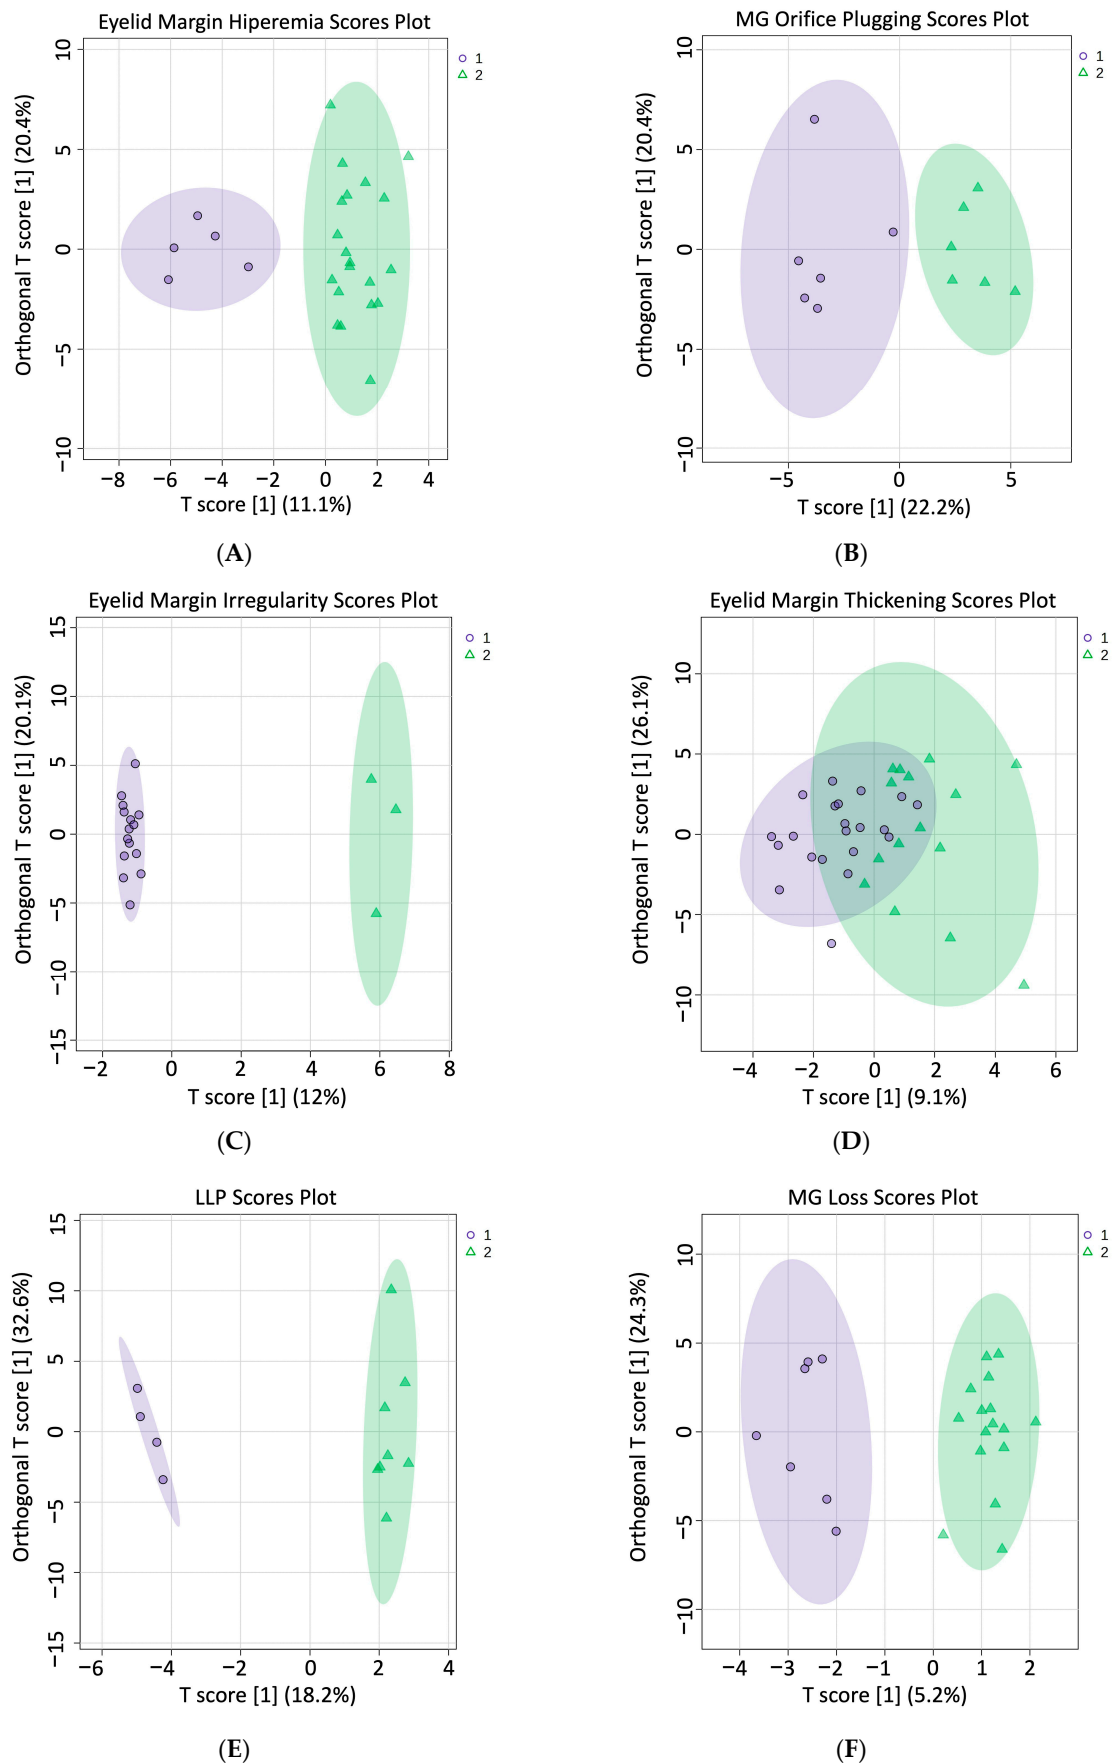 Eyelid Margin Hiperemia Scores Plot
1
2
Orthogonal T score [1] (20.4%)
10
5
0
−5
−10
−8 −6 −4 −2 0 2 4
T score [1] (11.1%)
(A)
MG Orifice Plugging Scores Plot
1
2
Orthogonal T score [1] (20.4%)
10
5
0
−5
−10
−5 0 5
T score [1] (22.2%)
(B)
Eyelid Margin Irregularity Scores Plot
1
2
Orthogonal T score [1] (20.1%)
15
10
5
0
−5
−10
−15
−2 0 2 4 6 8
T score [1] (12%)
(C)
Eyelid Margin Thickening Scores Plot
1
2
Orthogonal T score [1] (26.1%)
10
5
0
−5
−10
−4 −2 0 2 4 6
T score [1] (9.1%)
(D)
LLP Scores Plot
1
2
Orthogonal T score [1] (32.6%)
15
10
5
0
−5
−10
−15
−6 −4 −2 0 2 4
T score [1] (18.2%)
(E)
MG Loss Scores Plot
1
2
Orthogonal T score [1] (24.3%)
10
5
0
−5
−10
−4 −3 −2 −1 0 1 2
T score [1] (5.2%)
(F)